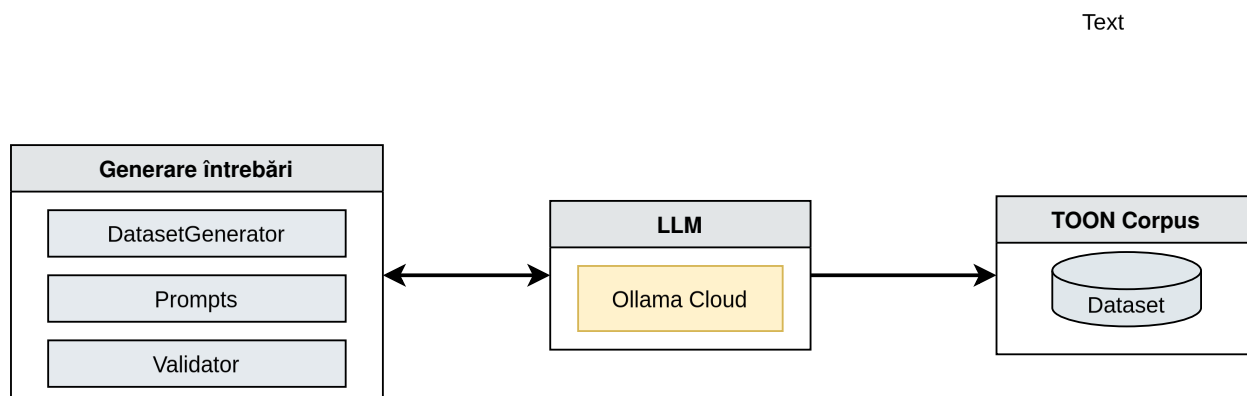 Text
Generare întrebări
DatasetGenerator
Prompts
Validator
LLM
Ollama Cloud
TOON Corpus
Dataset